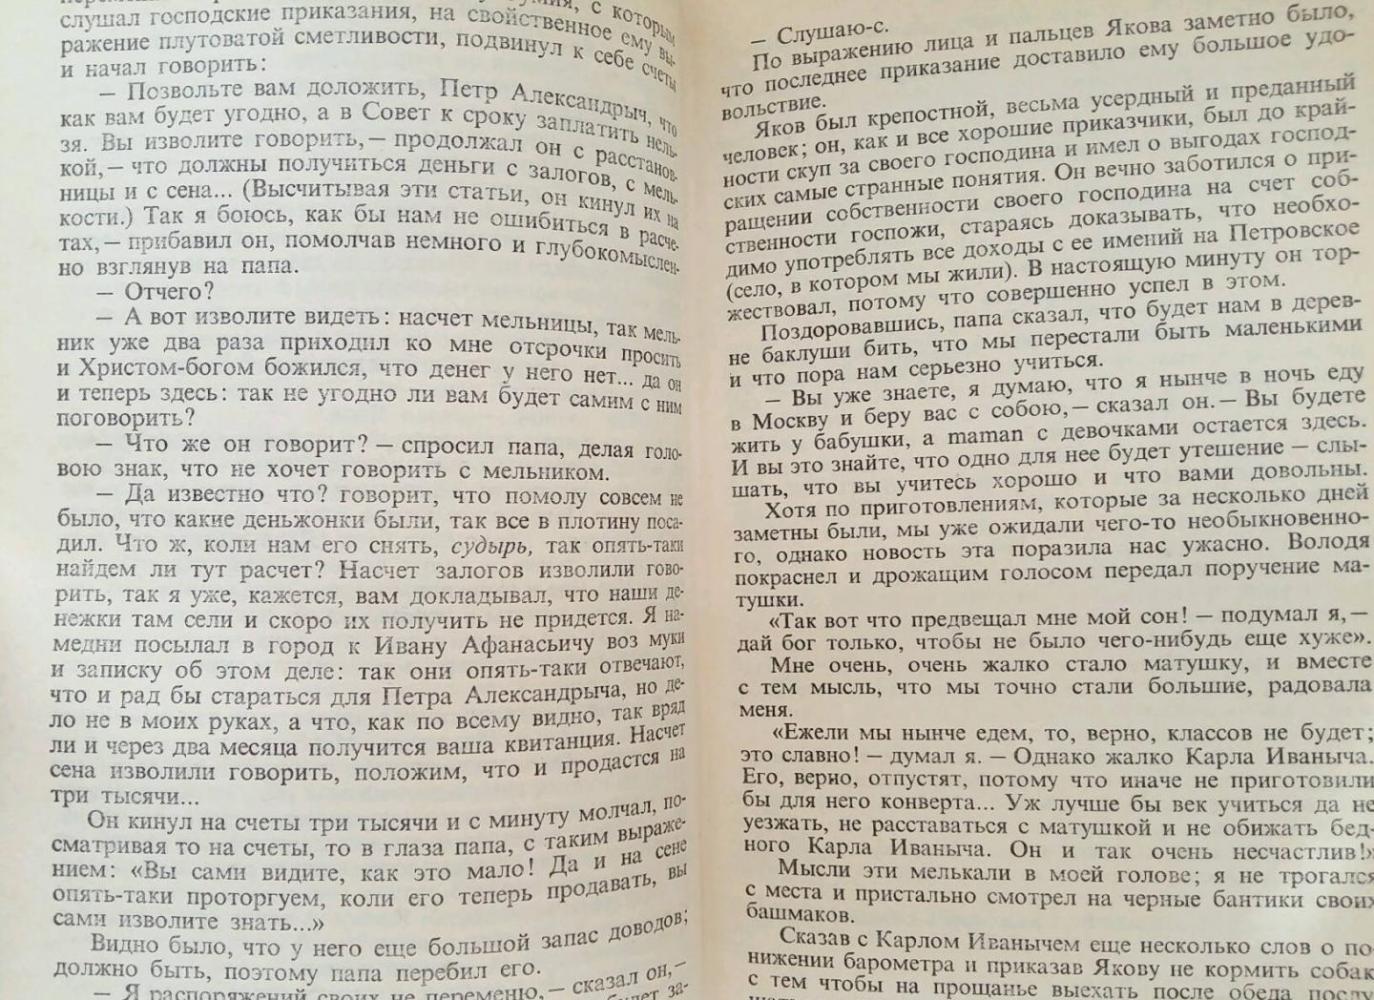 слушал господские приказания, на свойственное ему вы-
ражение плутоватой сметливости, подвинул к себе счеты
и начал говорить:
— Позвольте вам доложить, Петр Александрыч, что
как вам будет угодно, а в Совет к сроку заплатить нель-
зя. Вы изволите говорить,— продолжал он с расстанов-
кой,— что должны получиться деньги с залогов, с мель-
ницы и с сена... (Высчитывая эти статьи, он кинул их на
кости.) Так я боюсь, как бы нам не ошибиться в расче-
тах,— прибавил он, помолчав немного и глубокомыслен-
но взглянув на папа.
— Отчего?
— А вот изволите видеть: насчет мельницы, так мель-
ник уже два раза приходил ко мне отсрочки просить
и Христом-богом божился, что денег у него нет... да он
и теперь здесь: так не угодно ли вам будет самим с ним
поговорить?
— Что же он говорит? — спросил папа, делая голо-
вою знак, что не хочет говорить с мельником.
— Да известно что? говорит, что помолу совсем не
было, что какие деньжонки были, так все в плотину поса-
дил. Что ж, коли нам его снять, судырь, так опять-таки
найдем ли тут расчет? Насчет залогов изволили гово-
рить, так я уже, кажется, вам докладывал, что наши де-
нежки там сели и скоро их получить не придется. Я на-
медни посылал в город к Ивану Афанасьичу воз муки
и записку об этом деле: так они опять-таки отвечают,
что и рад бы стараться для Петра Александрыча, но де-
ло не в моих руках, а что, как по всему видно, так вряд
ли и через два месяца получится ваша квитанция. Насчет
сена изволили говорить, положим, что и продастся на
три тысячи...
Он кинул на счеты три тысячи и с минуту молчал, по-
сматривая то на счеты, то в глаза папа, с таким выраже-
нием: «Вы сами видите, как это мало! Да и на сене
опять-таки проторгуем, коли его теперь продавать, вы
сами изволите знать...»
Видно было, что у него еще большой запас доводов;
должно быть, поэтому папа перебил его.
— Я распоряжений своих не переменю,— сказал он,—
— Слушаю-с.
По выражению лица и пальцев Якова заметно было,
что последнее приказание доставило ему большое удо-
вольствие.
Яков был крепостной, весьма усердный и преданный
человек; он, как и все хорошие приказчики, был до край-
ности скуп за своего господина и имел о выгодах господ-
ских самые странные понятия. Он вечно заботился о при-
ращении собственности своего господина на счет соб-
ственности госпожи, стараясь доказывать, что необхо-
димо употреблять все доходы с ее имений на Петровское
(село, в котором мы жили). В настоящую минуту он тор-
жествовал, потому что совершенно успел в этом.
Поздоровавшись, папа сказал, что будет нам в дерев-
не баклуши бить, что мы перестали быть маленькими
и что пора нам серьезно учиться.
— Вы уже знаете, я думаю, что я нынче в ночь еду
в Москву и беру вас с собою,— сказал он.— Вы будете
жить у бабушки, а maman с девочками остается здесь.
И вы это знайте, что одно для нее будет утешение — слы-
шать, что вы учитесь хорошо и что вами довольны.
Хотя по приготовлениям, которые за несколько дней
заметны были, мы уже ожидали чего-то необыкновенно-
го, однако новость эта поразила нас ужасно. Володя
покраснел и дрожащим голосом передал поручение ма-
тушки.
«Так вот что предвещал мне мой сон! — подумал я,—
дай бог только, чтобы не было чего-нибудь еще хуже».
Мне очень, очень жалко стало матушку, и вместе
с тем мысль, что мы точно стали большие, радовала
меня.
«Ежели мы нынче едем, то, верно, классов не будет;
это славно! — думал я. — Однако жалко Карла Иваныча.
Его, верно, отпустят, потому что иначе не приготовили
бы для него конверта... Уж лучше бы век учиться да не
уезжать, не расставаться с матушкой и не обижать бед-
ного Карла Иваныча. Он и так очень несчастлив!»
Мысли эти мелькали в моей голове; я не трогался
с места и пристально смотрел на черные бантики своих
башмаков.
Сказав с Карлом Иванычем еще несколько слов о по-
нижении барометра и приказав Якову не кормить собак
с тем чтобы на прощанье выехать после обеда послу